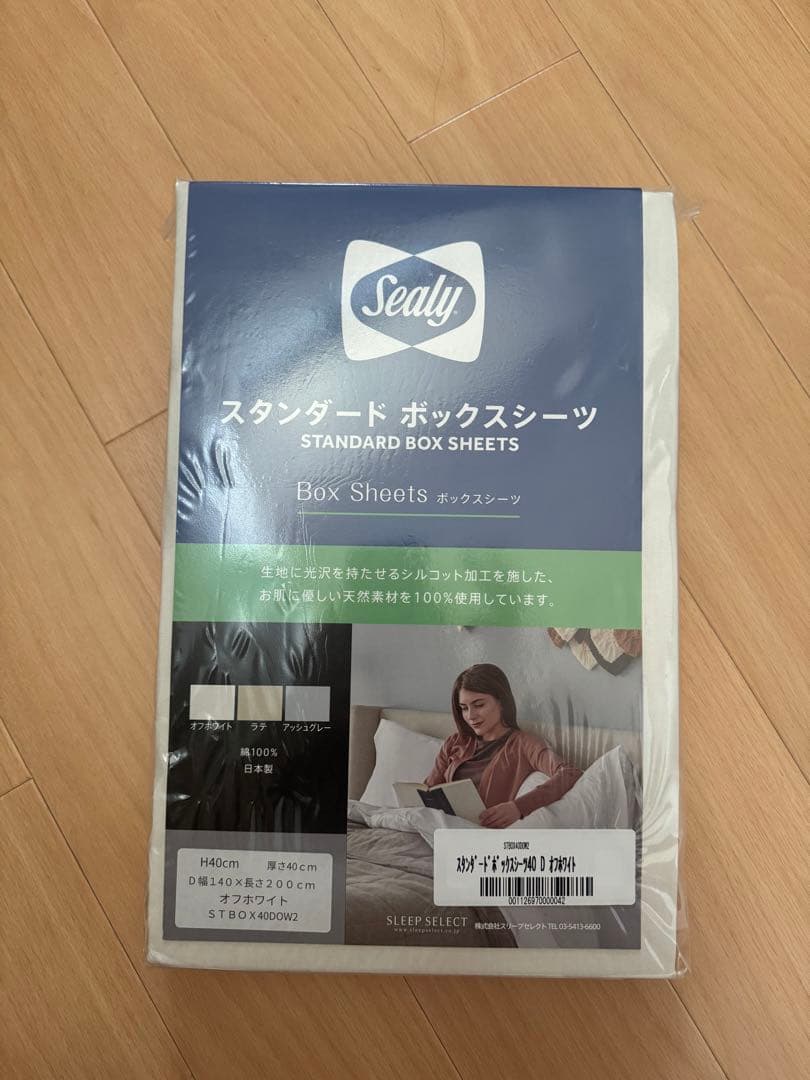 Sealy
スタンダード ボックスシーツ
STANDARD BOX SHEETS
Box Sheets ボックスシーツ
生地に光沢を持たせるシルコット加工を施した、
お肌に優しい天然素材を100%使用しています。
オフホワイト ラテ アッシュグレー
綿100%
日本製
H40cm 厚さ40cm
D幅140×長さ200cm
オフホワイト
STBOX40DOW2
STBOX40DOW2
スタンダードボックスシーツ40 D オフホワイト
001126970000042
SLEEP SELECT
www.sleepselect.co.jp
株式会社スリープセレクト TEL 03-5413-6600